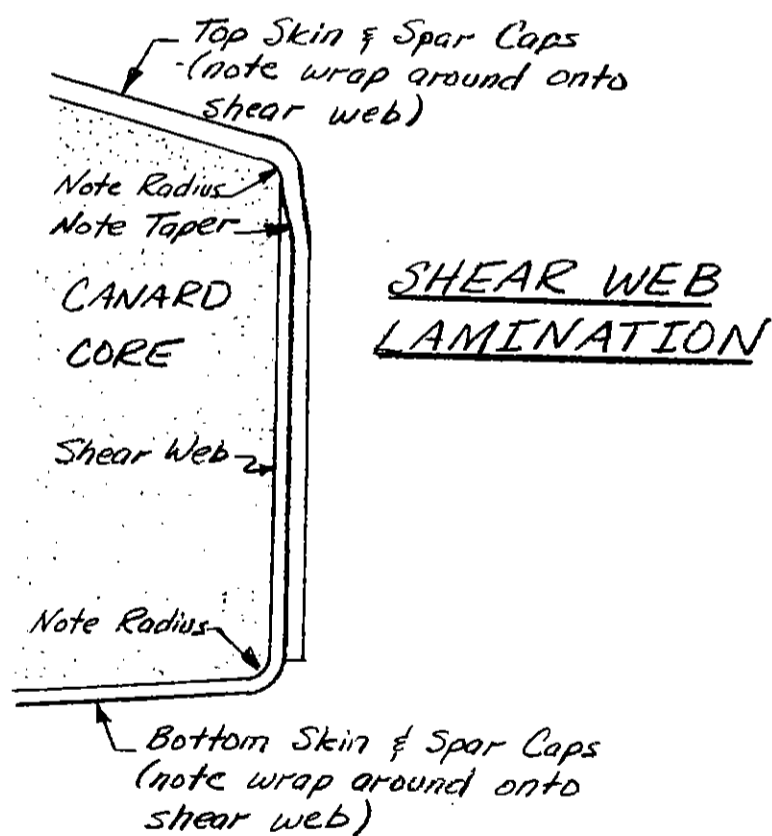 Top Skin & Spar Caps
(note wrap around onto
shear web)
Note Radius
Note Taper
CANARD
CORE
SHEAR WEB
LAMINATION
Shear Web
Note Radius
Bottom Skin & Spar Caps
(note wrap around onto
shear web)